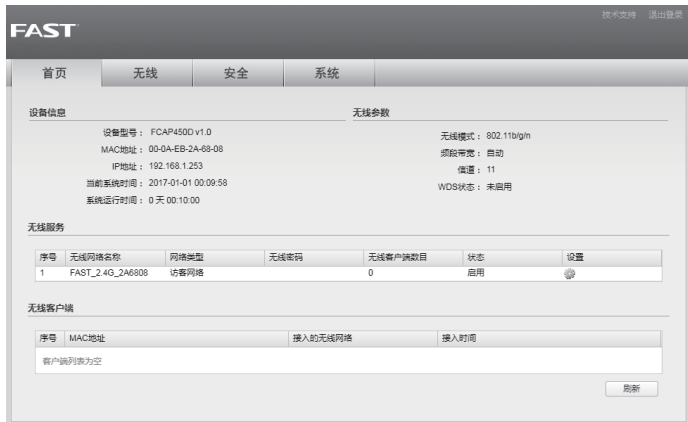 技术支持 退出登录
FAST
首页 无线 安全 系统
设备信息 无线参数
设备型号： FCAP450D v1.0 无线模式： 802.11b/g/n
MAC地址： 00-0A-EB-2A-68-08 频段带宽： 自动
IP地址： 192.168.1.253 信道： 11
当前系统时间： 2017-01-01 00:09:58 WDS状态： 未启用
系统运行时间： 0 天 00:10:00
无线服务
序号 无线网络名称 网络类型 无线密码 无线客户端数目 状态 设置
1 FAST_2.4G_2A6808 访客网络 0 启用
无线客户端
序号 MAC地址 接入的无线网络 接入时间
客户端列表为空
刷新